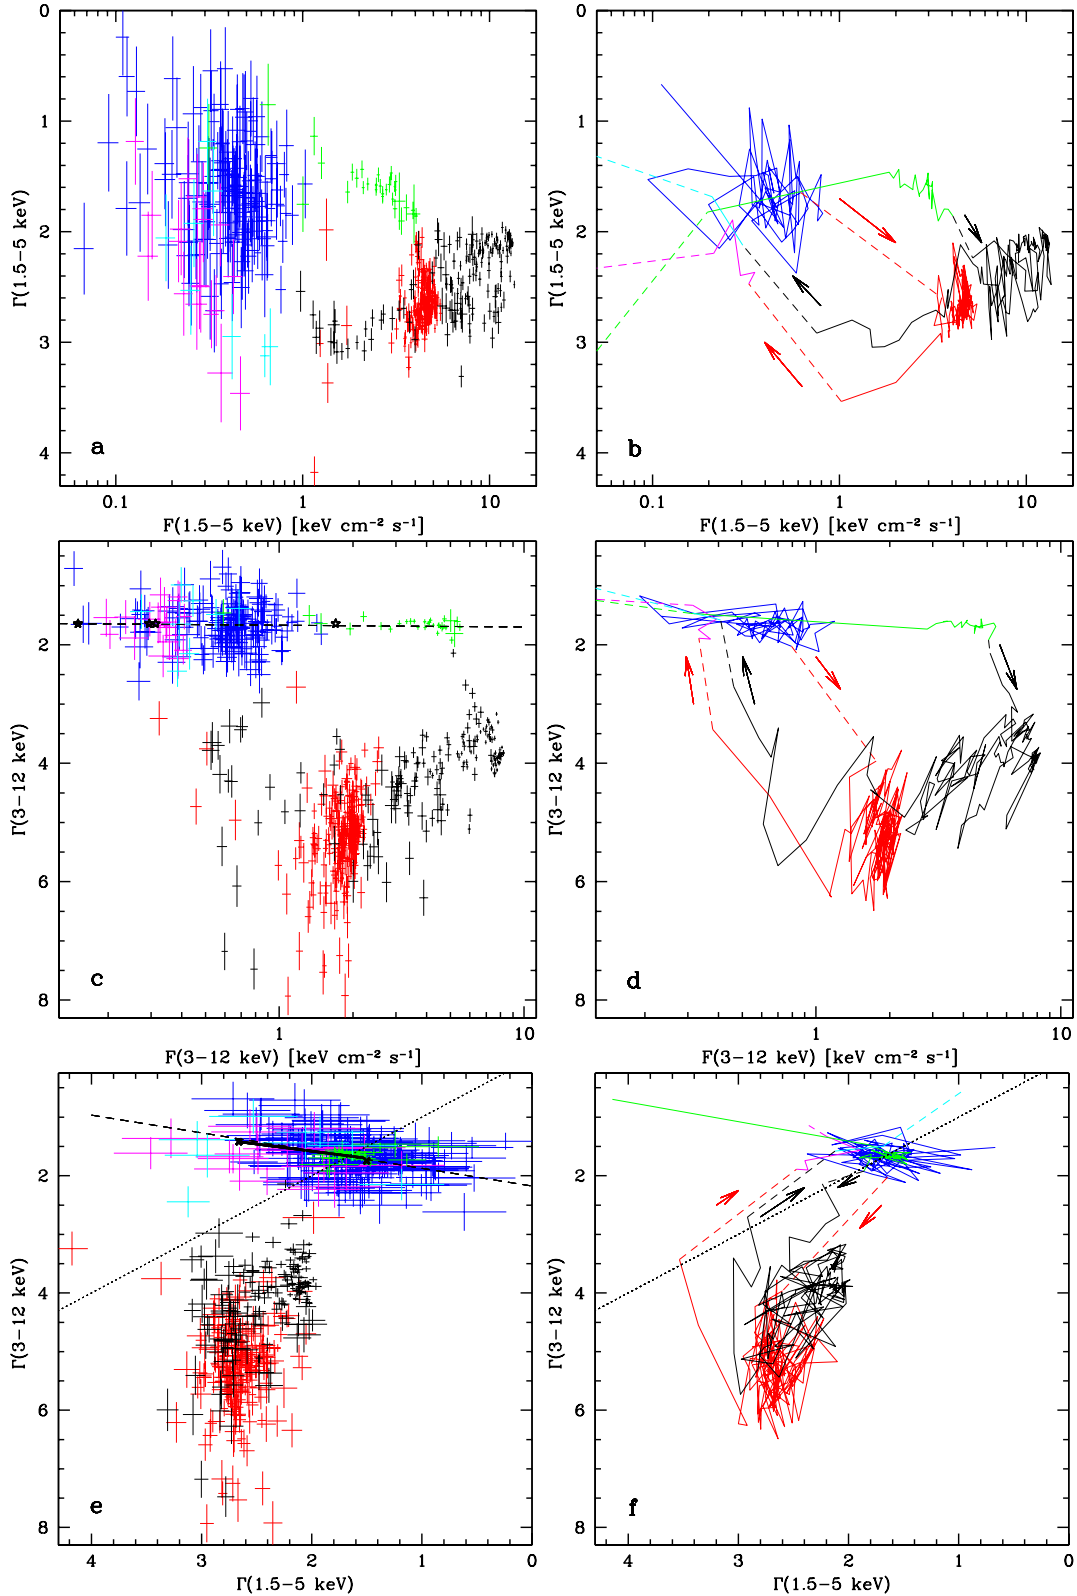 0
1
2
3
4
Γ(1.5−5 keV)
a
0.1
1
10
F(1.5−5 keV) [keV cm⁻² s⁻¹]
0
1
2
3
4
Γ(1.5−5 keV)
b
0.1
1
10
F(1.5−5 keV) [keV cm⁻² s⁻¹]
2
4
6
8
Γ(3−12 keV)
c
1
10
F(3−12 keV) [keV cm⁻² s⁻¹]
2
4
6
8
Γ(3−12 keV)
d
1
10
F(3−12 keV) [keV cm⁻² s⁻¹]
2
4
6
8
Γ(3−12 keV)
e
4
3
2
1
0
Γ(1.5−5 keV)
2
4
6
8
Γ(3−12 keV)
f
4
3
2
1
0
Γ(1.5−5 keV)